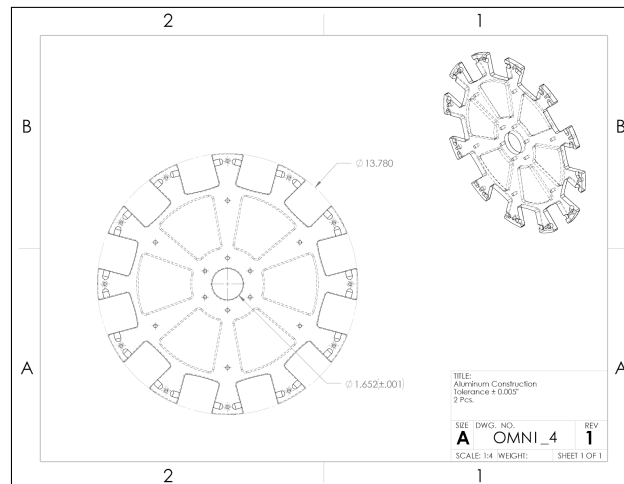 2 1
B B
⌀ 13.780
⌀ 1.652(±.001)
A A
TITLE:
Aluminum Construction
Tolerance ± 0.005"
2 Pcs.
SIZE DWG. NO. REV
A OMNI_4 1
SCALE: 1:4 WEIGHT: SHEET 1 OF 1
2 1